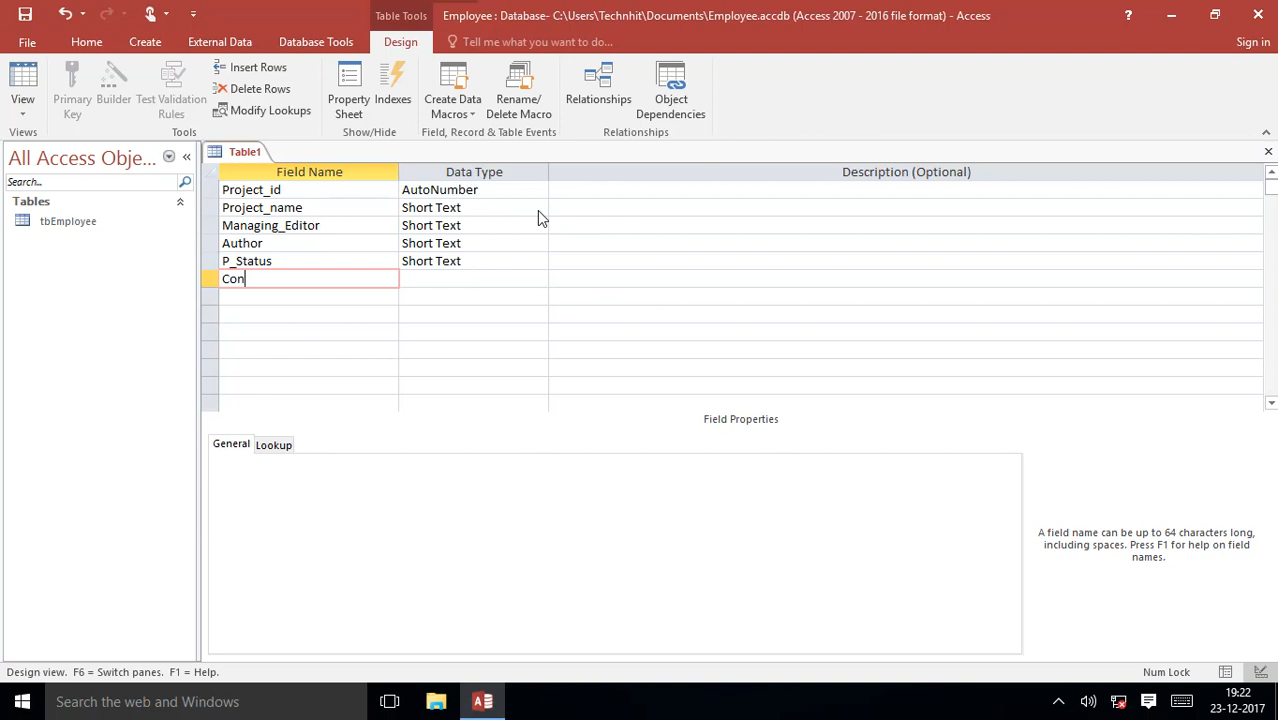 Table Tools
Employee : Database- C:\Users\Technhit\Documents\Employee.accdb (Access 2007 - 2016 file format) - Access
?
File
Home
Create
External Data
Database Tools
Design
Tell me what you want to do...
Sign in
View
Primary Key
Builder
Test Validation Rules
Insert Rows
Delete Rows
Modify Lookups
Property Sheet
Indexes
Create Data Macros
Rename/ Delete Macro
Relationships
Object Dependencies
Views
Tools
Show/Hide
Field, Record & Table Events
Relationships
All Access Obje...
Search...
Tables
tbEmployee
Table1
Field Name Data Type Description (Optional)
Project_id AutoNumber
Project_name Short Text
Managing_Editor Short Text
Author Short Text
P_Status Short Text
Con
Field Properties
General Lookup
A field name can be up to 64 characters long,
including spaces. Press F1 for help on field
names.
Design view. F6 = Switch panes. F1 = Help.
Num Lock
Search the web and Windows
19:22
23-12-2017